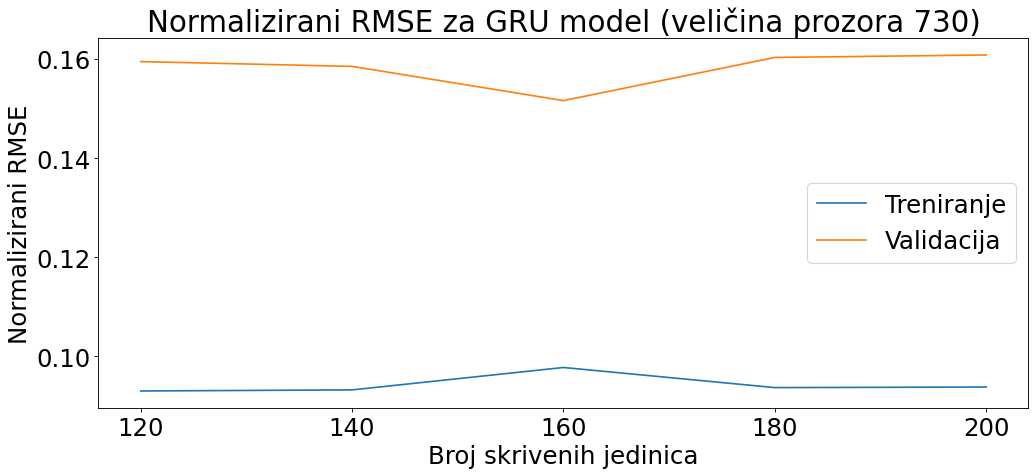 Normalizirani RMSE za GRU model (veličina prozora 730)
Normalizirani RMSE
0.16
0.14
0.12
0.10
Treniranje
Validacija
120 140 160 180 200
Broj skrivenih jedinica